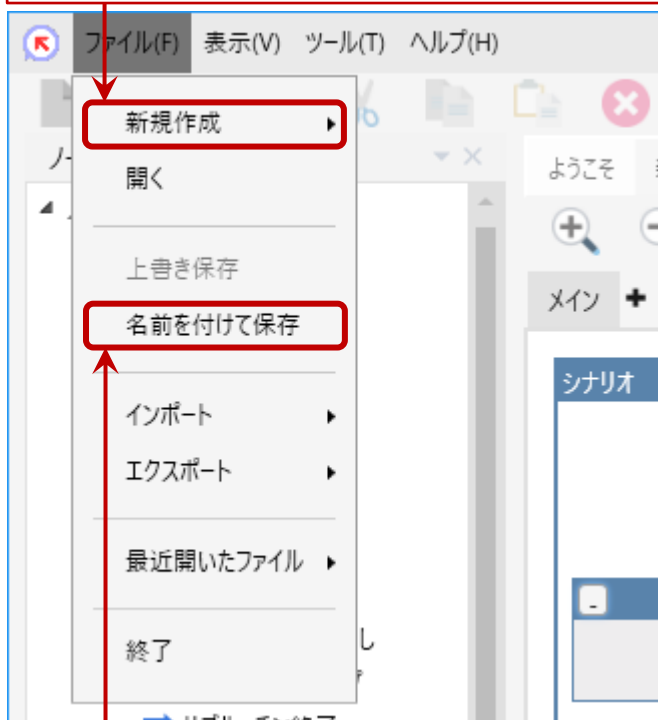 ファイル(F) 表示(V) ツール(T) ヘルプ(H)
新規作成
開く
上書き保存
名前を付けて保存
インポート
エクスポート
最近開いたファイル
終了
ようこそ
メイン
シナリオ
し